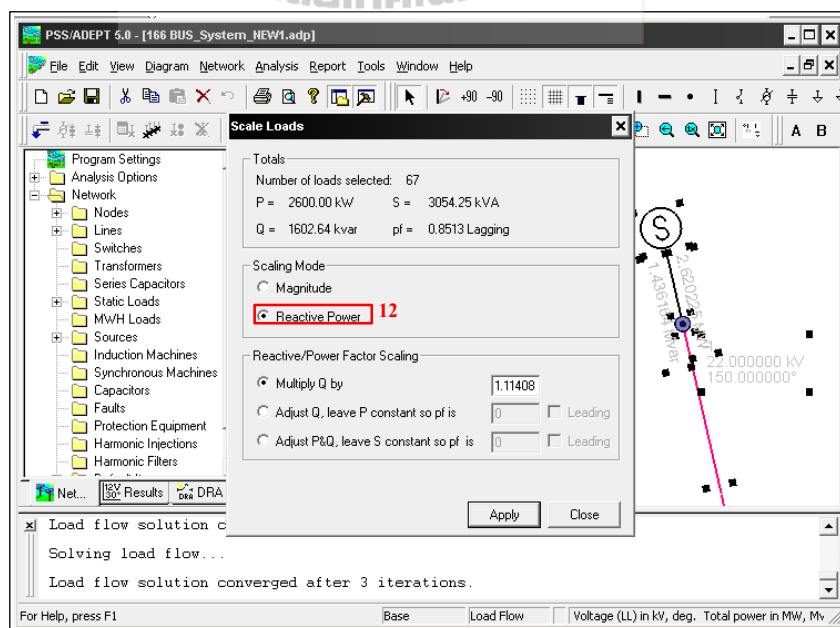 PSS/ADEPT 5.0 - [166 BUS_System_NEW1.adp]
File Edit View Diagram Network Analysis Report Tools Window Help
+90 -90
A B
Scale Loads
Program Settings
Analysis Options
Network
Nodes
Lines
Switches
Transformers
Series Capacitors
Static Loads
MWH Loads
Sources
Induction Machines
Synchronous Machines
Capacitors
Faults
Protection Equipment
Harmonic Injections
Harmonic Filters
Net... Results DRA
Totals
Number of loads selected: 67
P = 2600.00 kW S = 3054.25 kVA
Q = 1602.64 kvar pf = 0.8513 Lagging
Scaling Mode
Magnitude
Reactive Power 12
Reactive/Power Factor Scaling
Multiply Q by 1.11408
Adjust Q, leave P constant so pf is 0 Leading
Adjust P&Q, leave S constant so pf is 0 Leading
Apply Close
S
22.000000 kV
150.000000°
Load flow solution c
Solving load flow...
Load flow solution converged after 3 iterations.
For Help, press F1 Base Load Flow Voltage (LL) in kV, deg. Total power in MW, Mv